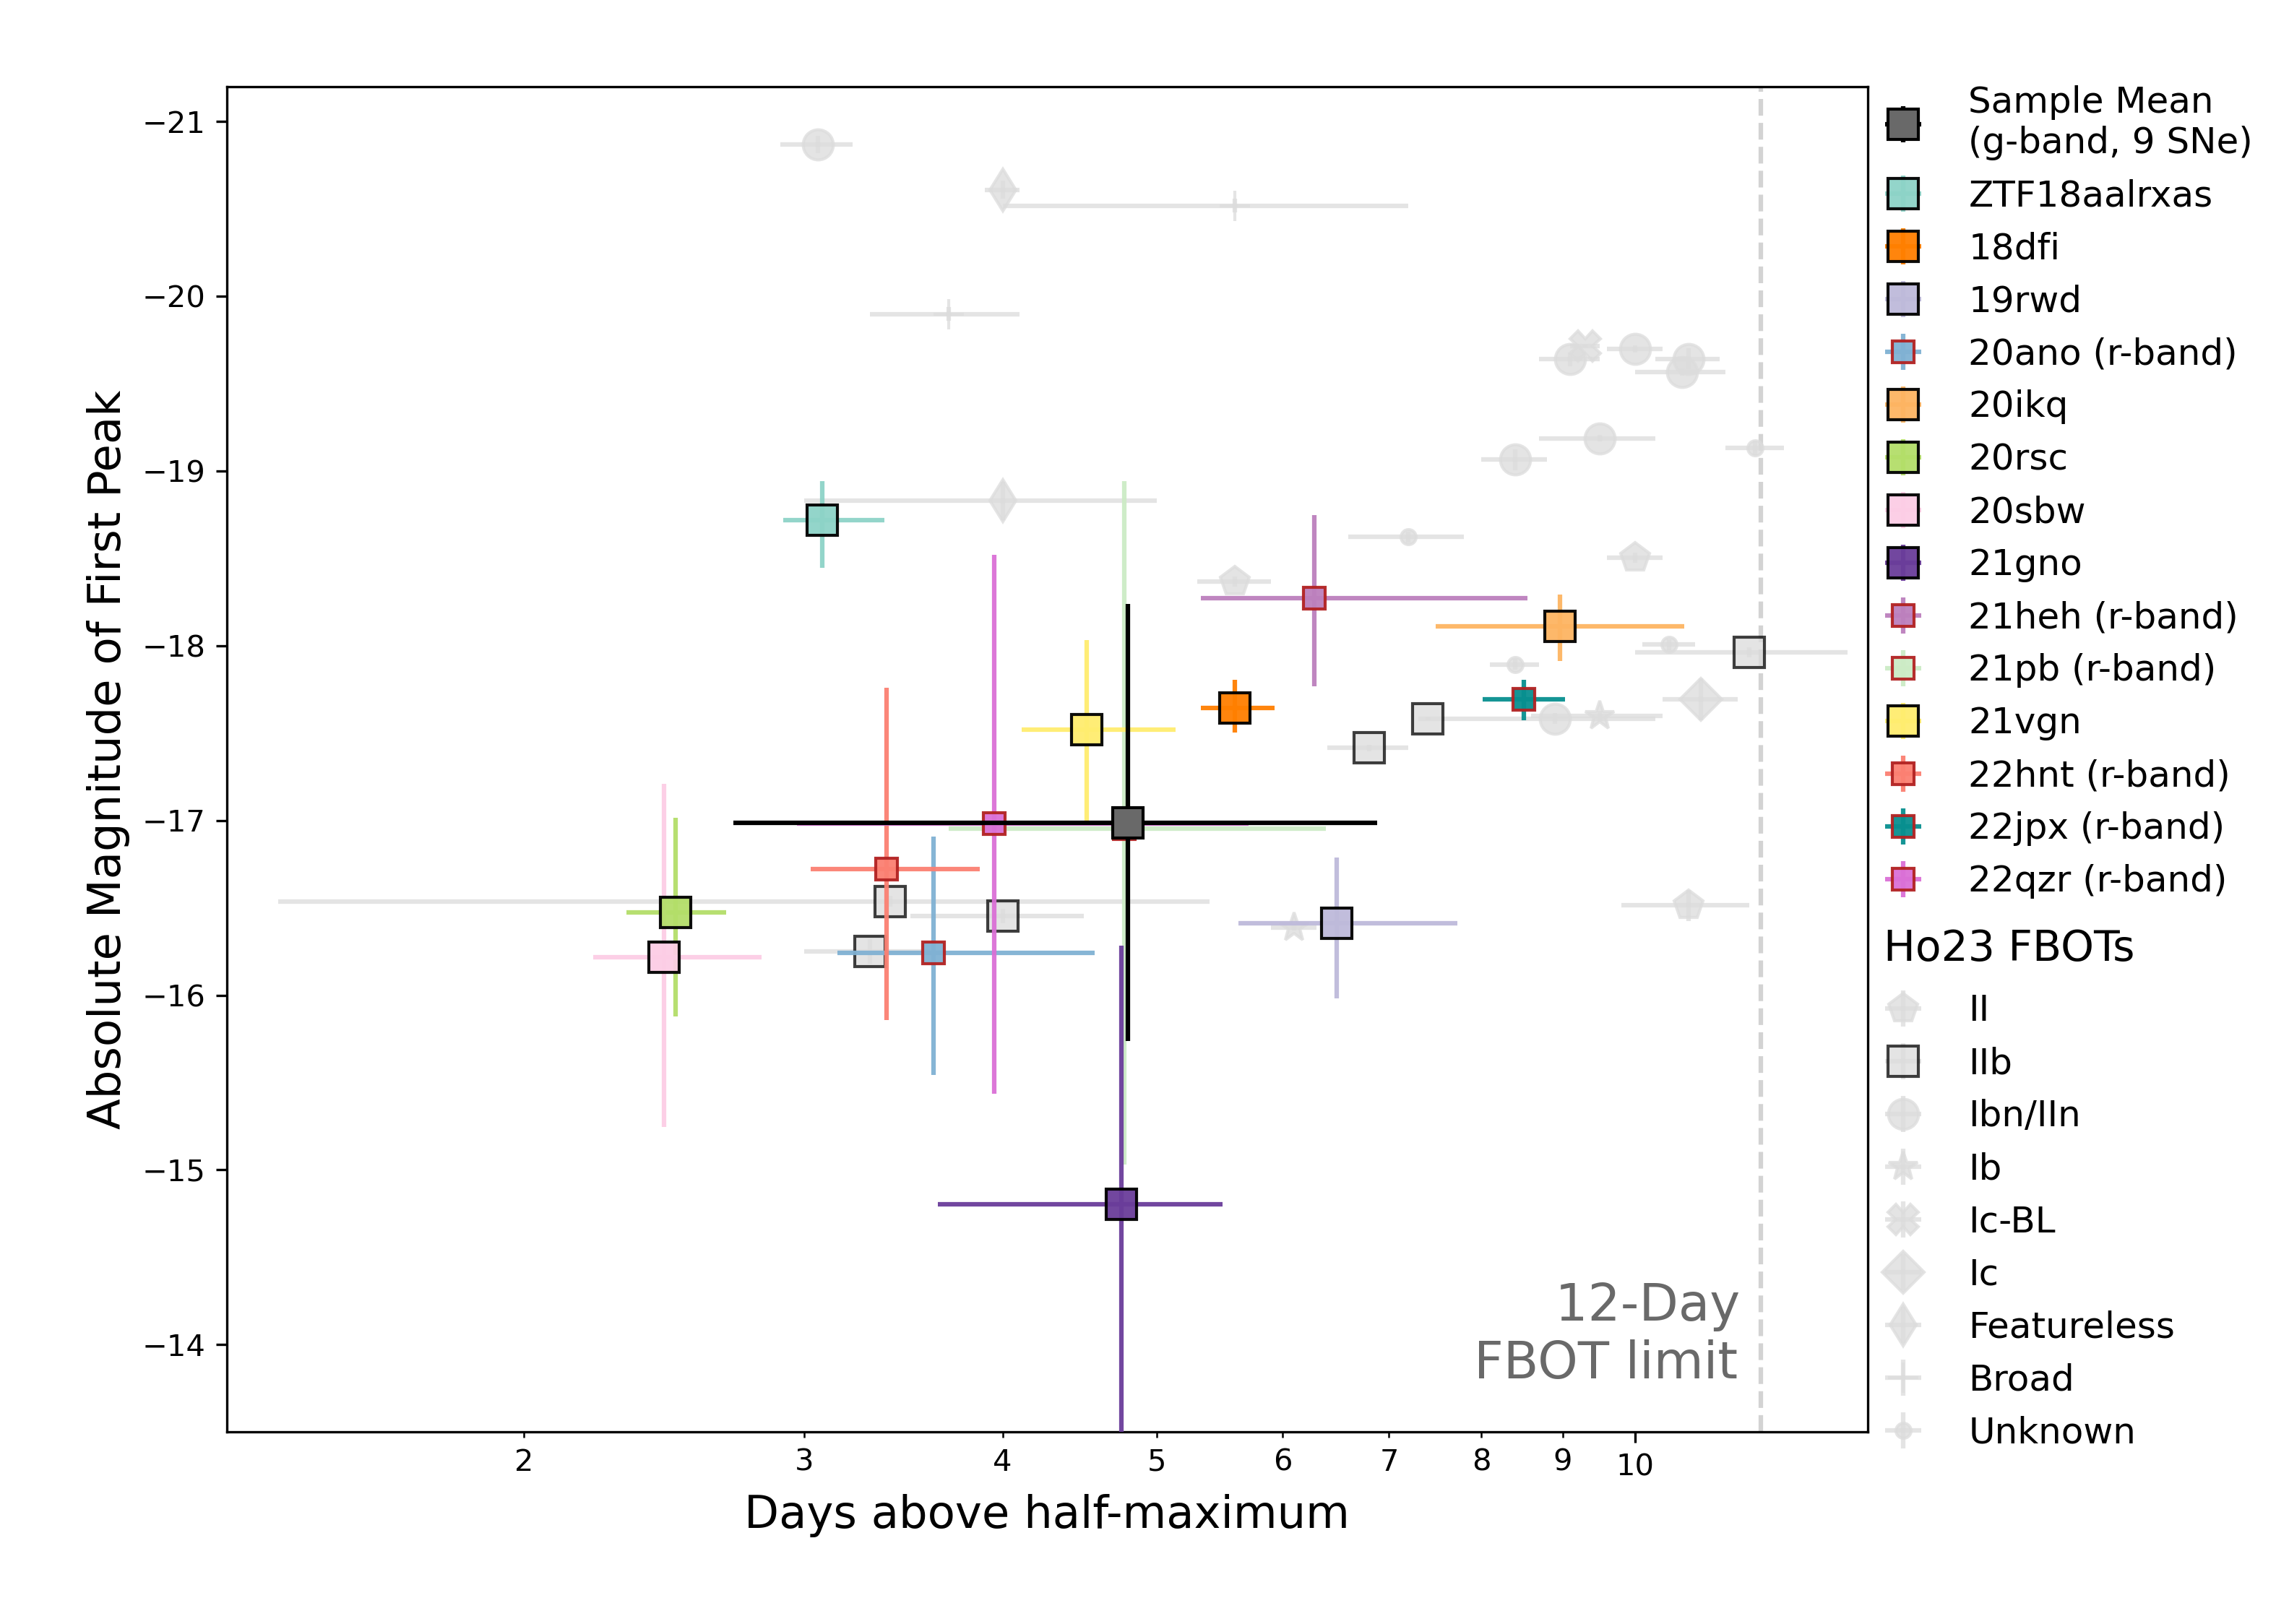 Absolute Magnitude of First Peak
−21
−20
−19
−18
−17
−16
−15
−14
12-Day
FBOT limit
2
3
4
5
6
7
8
9
10
Days above half-maximum
Sample Mean
(g-band, 9 SNe)
ZTF18aalrxas
18dfi
19rwd
20ano (r-band)
20ikq
20rsc
20sbw
21gno
21heh (r-band)
21pb (r-band)
21vgn
22hnt (r-band)
22jpx (r-band)
22qzr (r-band)
Ho23 FBOTs
II
IIb
Ibn/IIn
Ib
Ic-BL
Ic
Featureless
Broad
Unknown